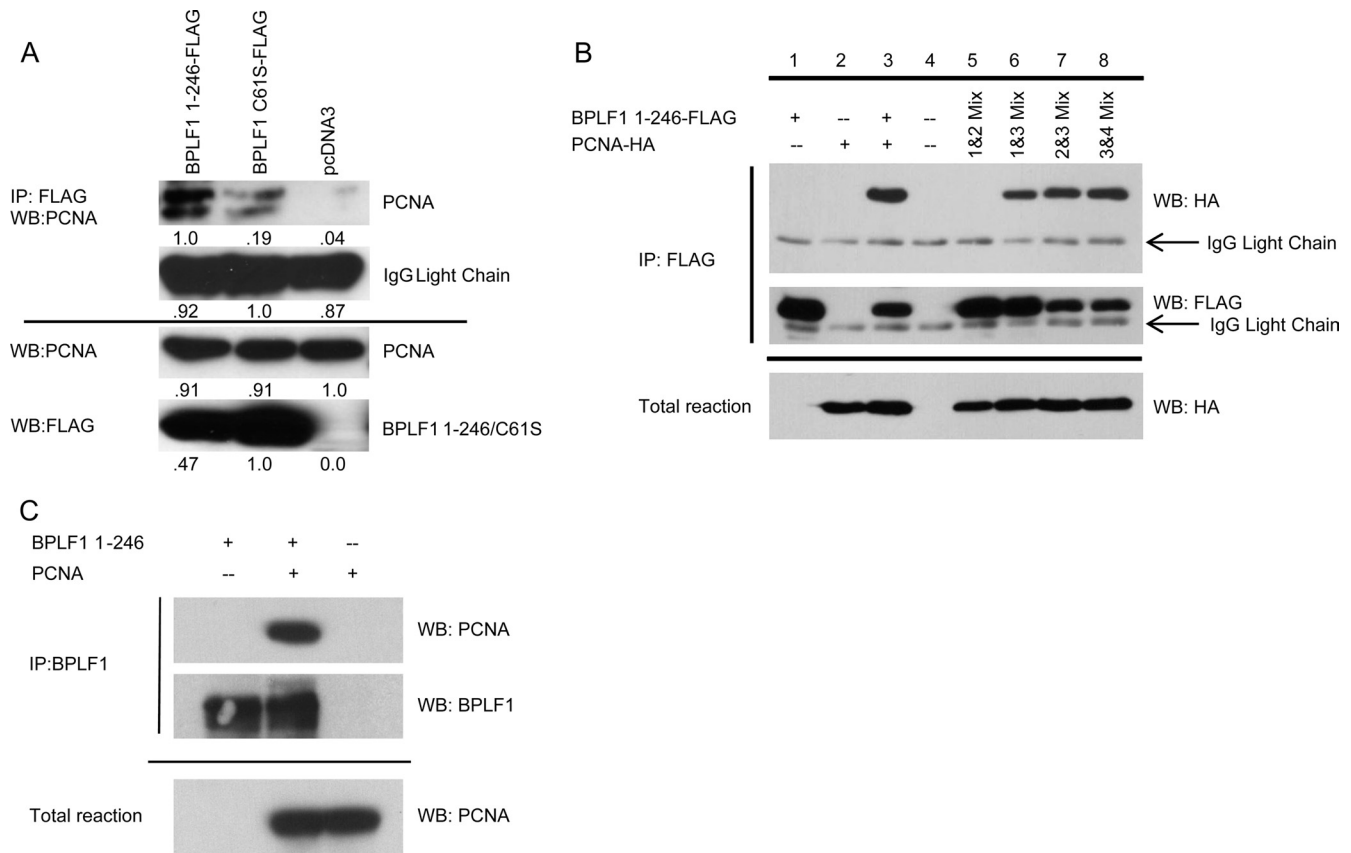 A
BPLF1 1-246-FLAG
BPLF1 C61S-FLAG
pcDNA3
IP: FLAG
WB:PCNA
PCNA
1.0 .19 .04
IgG Light Chain
.92 1.0 .87
WB:PCNA PCNA
.91 .91 1.0
WB:FLAG BPLF1 1-246/C61S
.47 1.0 0.0
B
1 2 3 4 5 6 7 8
BPLF1 1-246-FLAG + -- + --
PCNA-HA -- + + --
1&2 Mix
1&3 Mix
2&3 Mix
3&4 Mix
WB: HA
IgG Light Chain
IP: FLAG
WB: FLAG
IgG Light Chain
Total reaction WB: HA
C
BPLF1 1-246 + + --
PCNA -- + +
WB: PCNA
IP:BPLF1
WB: BPLF1
Total reaction WB: PCNA